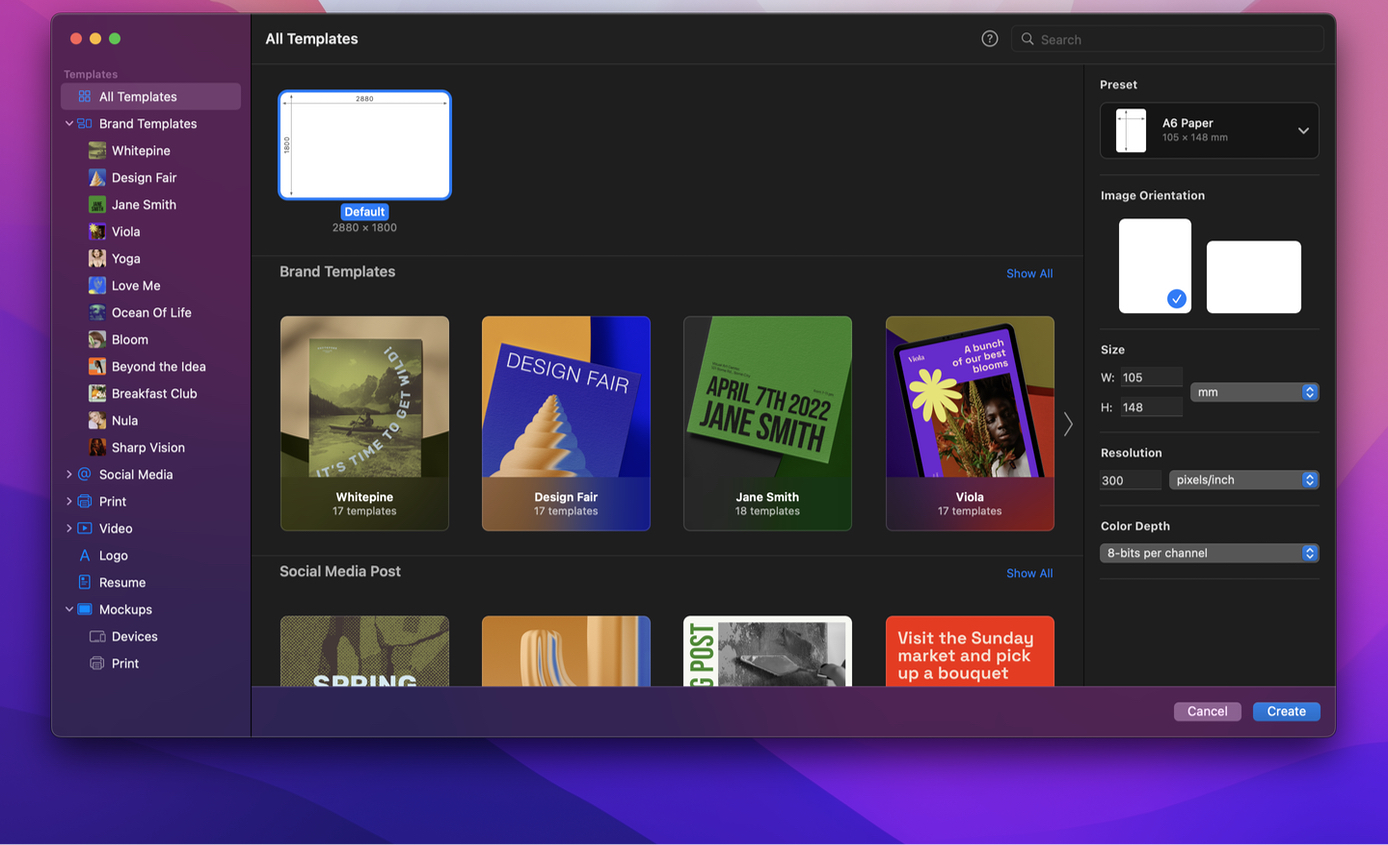 All Templates
Search
Templates
All Templates
Brand Templates
Whitepine
Design Fair
Jane Smith
Viola
Yoga
Love Me
Ocean Of Life
Bloom
Beyond the Idea
Breakfast Club
Nula
Sharp Vision
Social Media
Print
Video
Logo
Resume
Mockups
Devices
Print
2880
1800
Default
2880 × 1800
Brand Templates
Show All
IT'S TIME TO GET WILD!
Whitepine
17 templates
DESIGN FAIR
Design Fair
17 templates
APRIL 7TH 2022
JANE SMITH
Jane Smith
18 templates
Viola
A bunch
of our best
blooms
Viola
17 templates
Social Media Post
Show All
SPRING
G POST
Visit the Sunday
market and pick
up a bouquet
Preset
A6 Paper
105 × 148 mm
Image Orientation
Size
W: 105
mm
H: 148
Resolution
300
pixels/inch
Color Depth
8-bits per channel
Cancel
Create